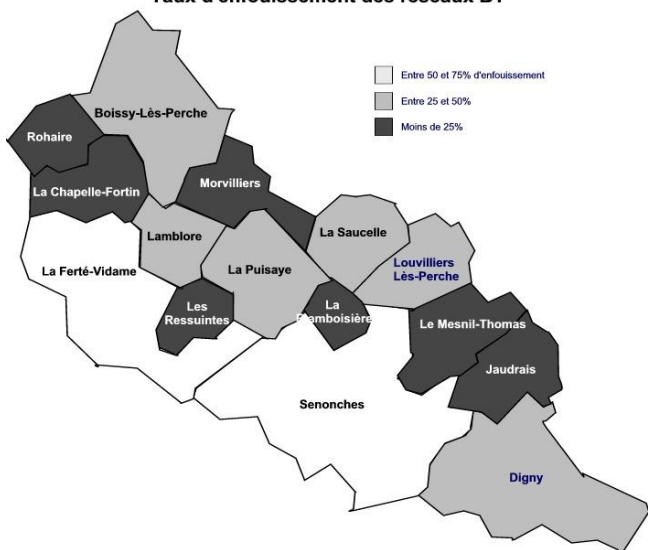 Taux d'enfouissement des réseaux BT
Entre 50 et 75% d'enfouissement
Entre 25 et 50%
Moins de 25%
Boissy-Lès-Perche
Rohaire
La Chapelle-Fortin
Morvilliers
Lamblore
La Saucelle
La Ferté-Vidame
La Puisaye
Louvilliers
Lès-Perche
Les
Ressuintes
La
Framboisière
Le Mesnil-Thomas
Jaudrais
Senonches
Digny